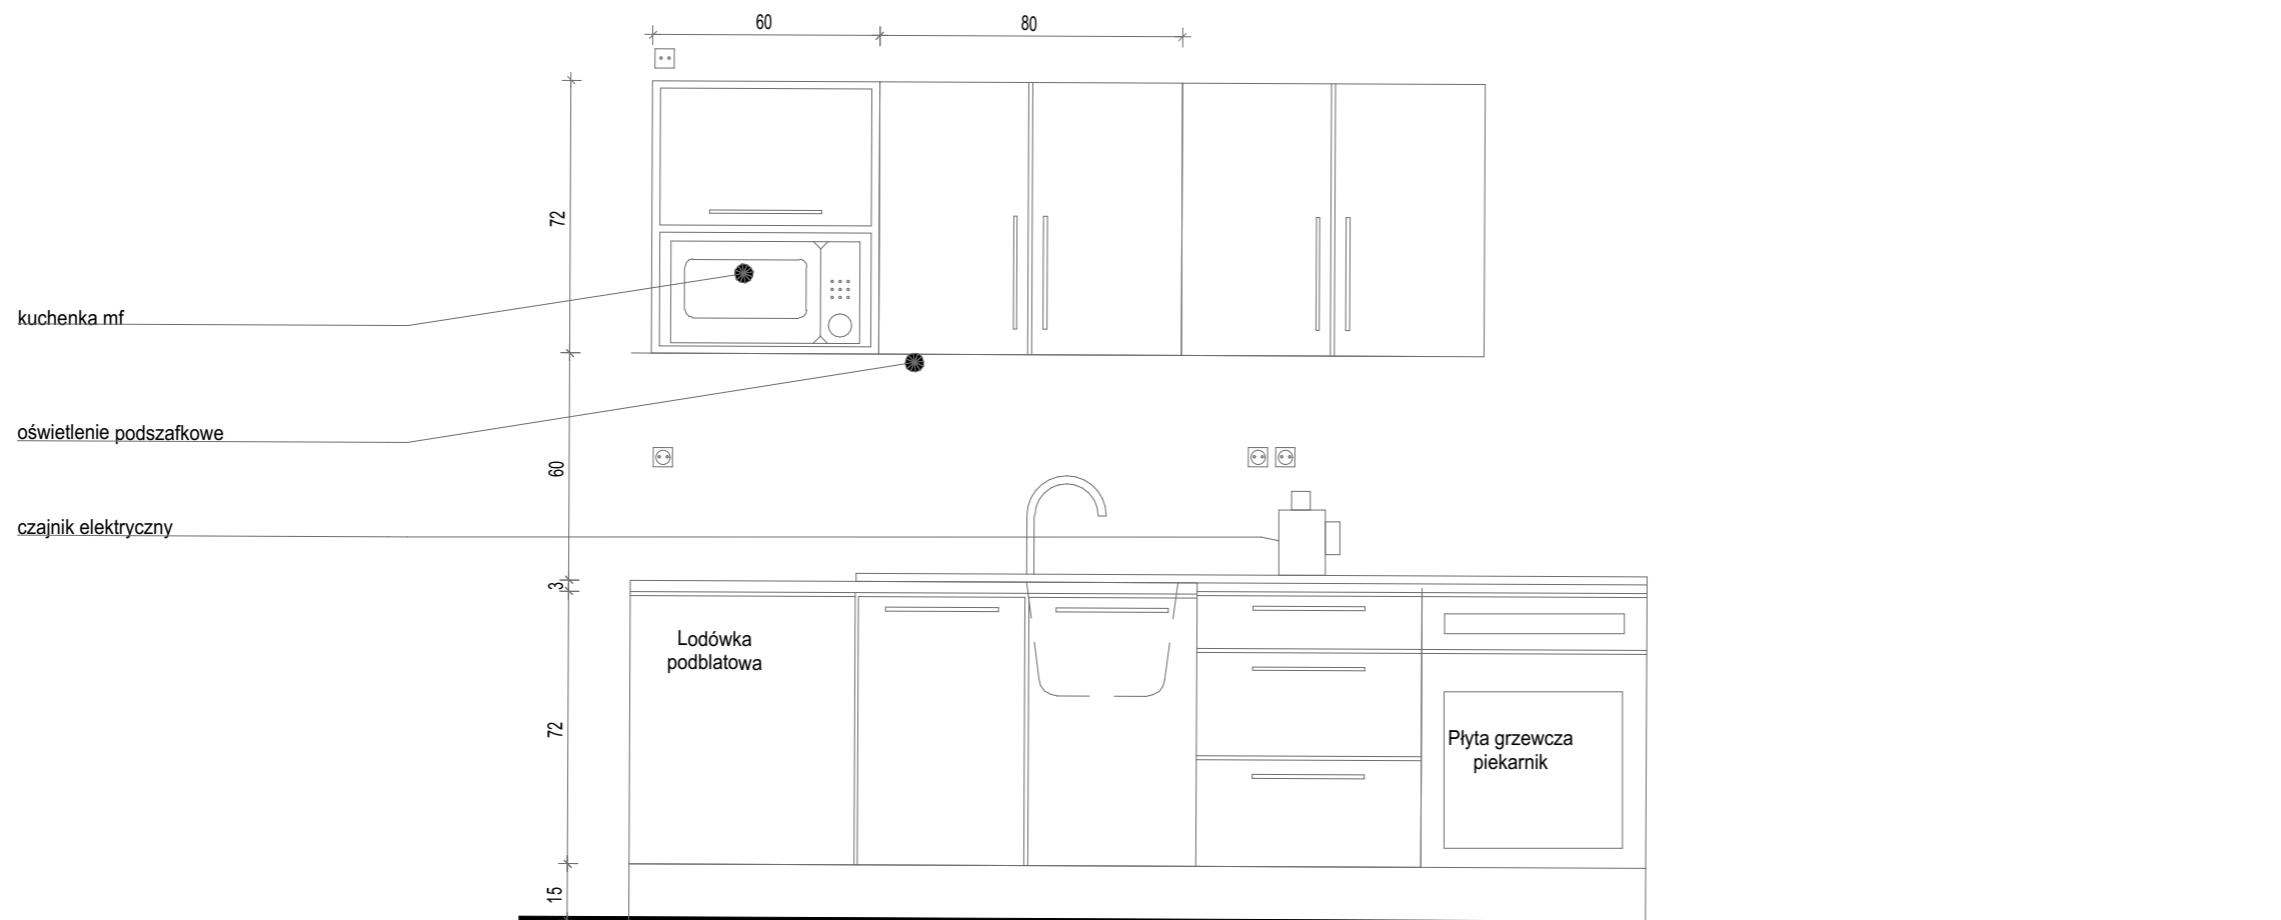 60
80
72
kuchenka mf
oświetlenie podszafkowe
60
czajnik elektryczny
3
Lodówka
podblatowa
72
Płyta grzewcza
piekarnik
15